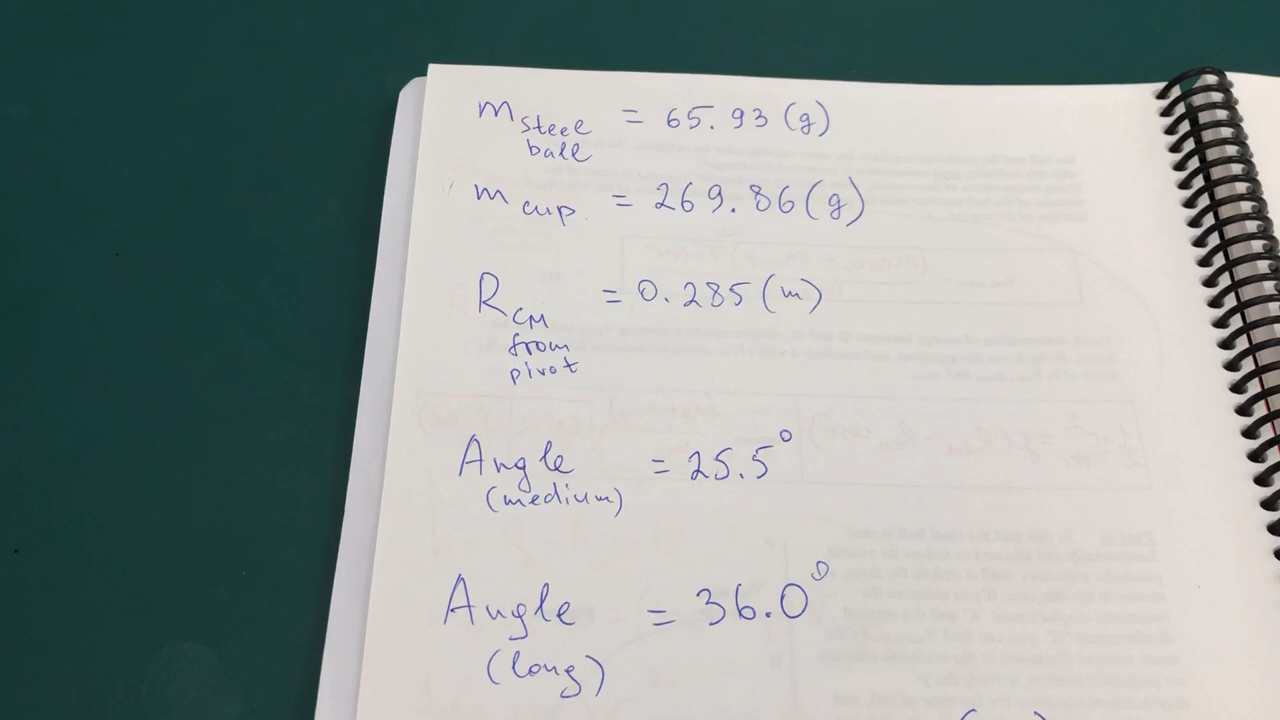 m steel ball = 65.93 (g)
m cup = 269.86 (g)
R CM from pivot = 0.285 (m)
Angle (medium) = 25.5°
Angle (long) = 36.0°